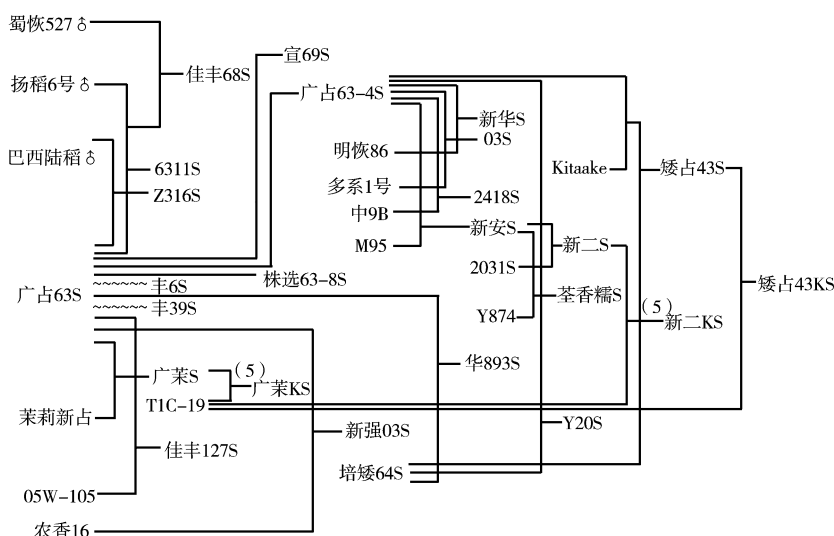 蜀恢527♂
佳丰68S
扬稻6号♂
巴西陆稻♂
6311S
Z316S
宣69S
广占63-4S
新华S
03S
明恢86
多系1号
2418S
中9B
新安S
M95
2031S
新二S
Y874
荃香糯S
Kitaake
矮占43S
矮占43KS
(5)
新二KS
株选63-8S
广占63S
~~~~~~丰6S
~~~~~~丰39S
华893S
广茉S
(5)
广茉KS
T1C-19
茉莉新占
新强03S
佳丰127S
Y20S
培矮64S
05W-105
农香16